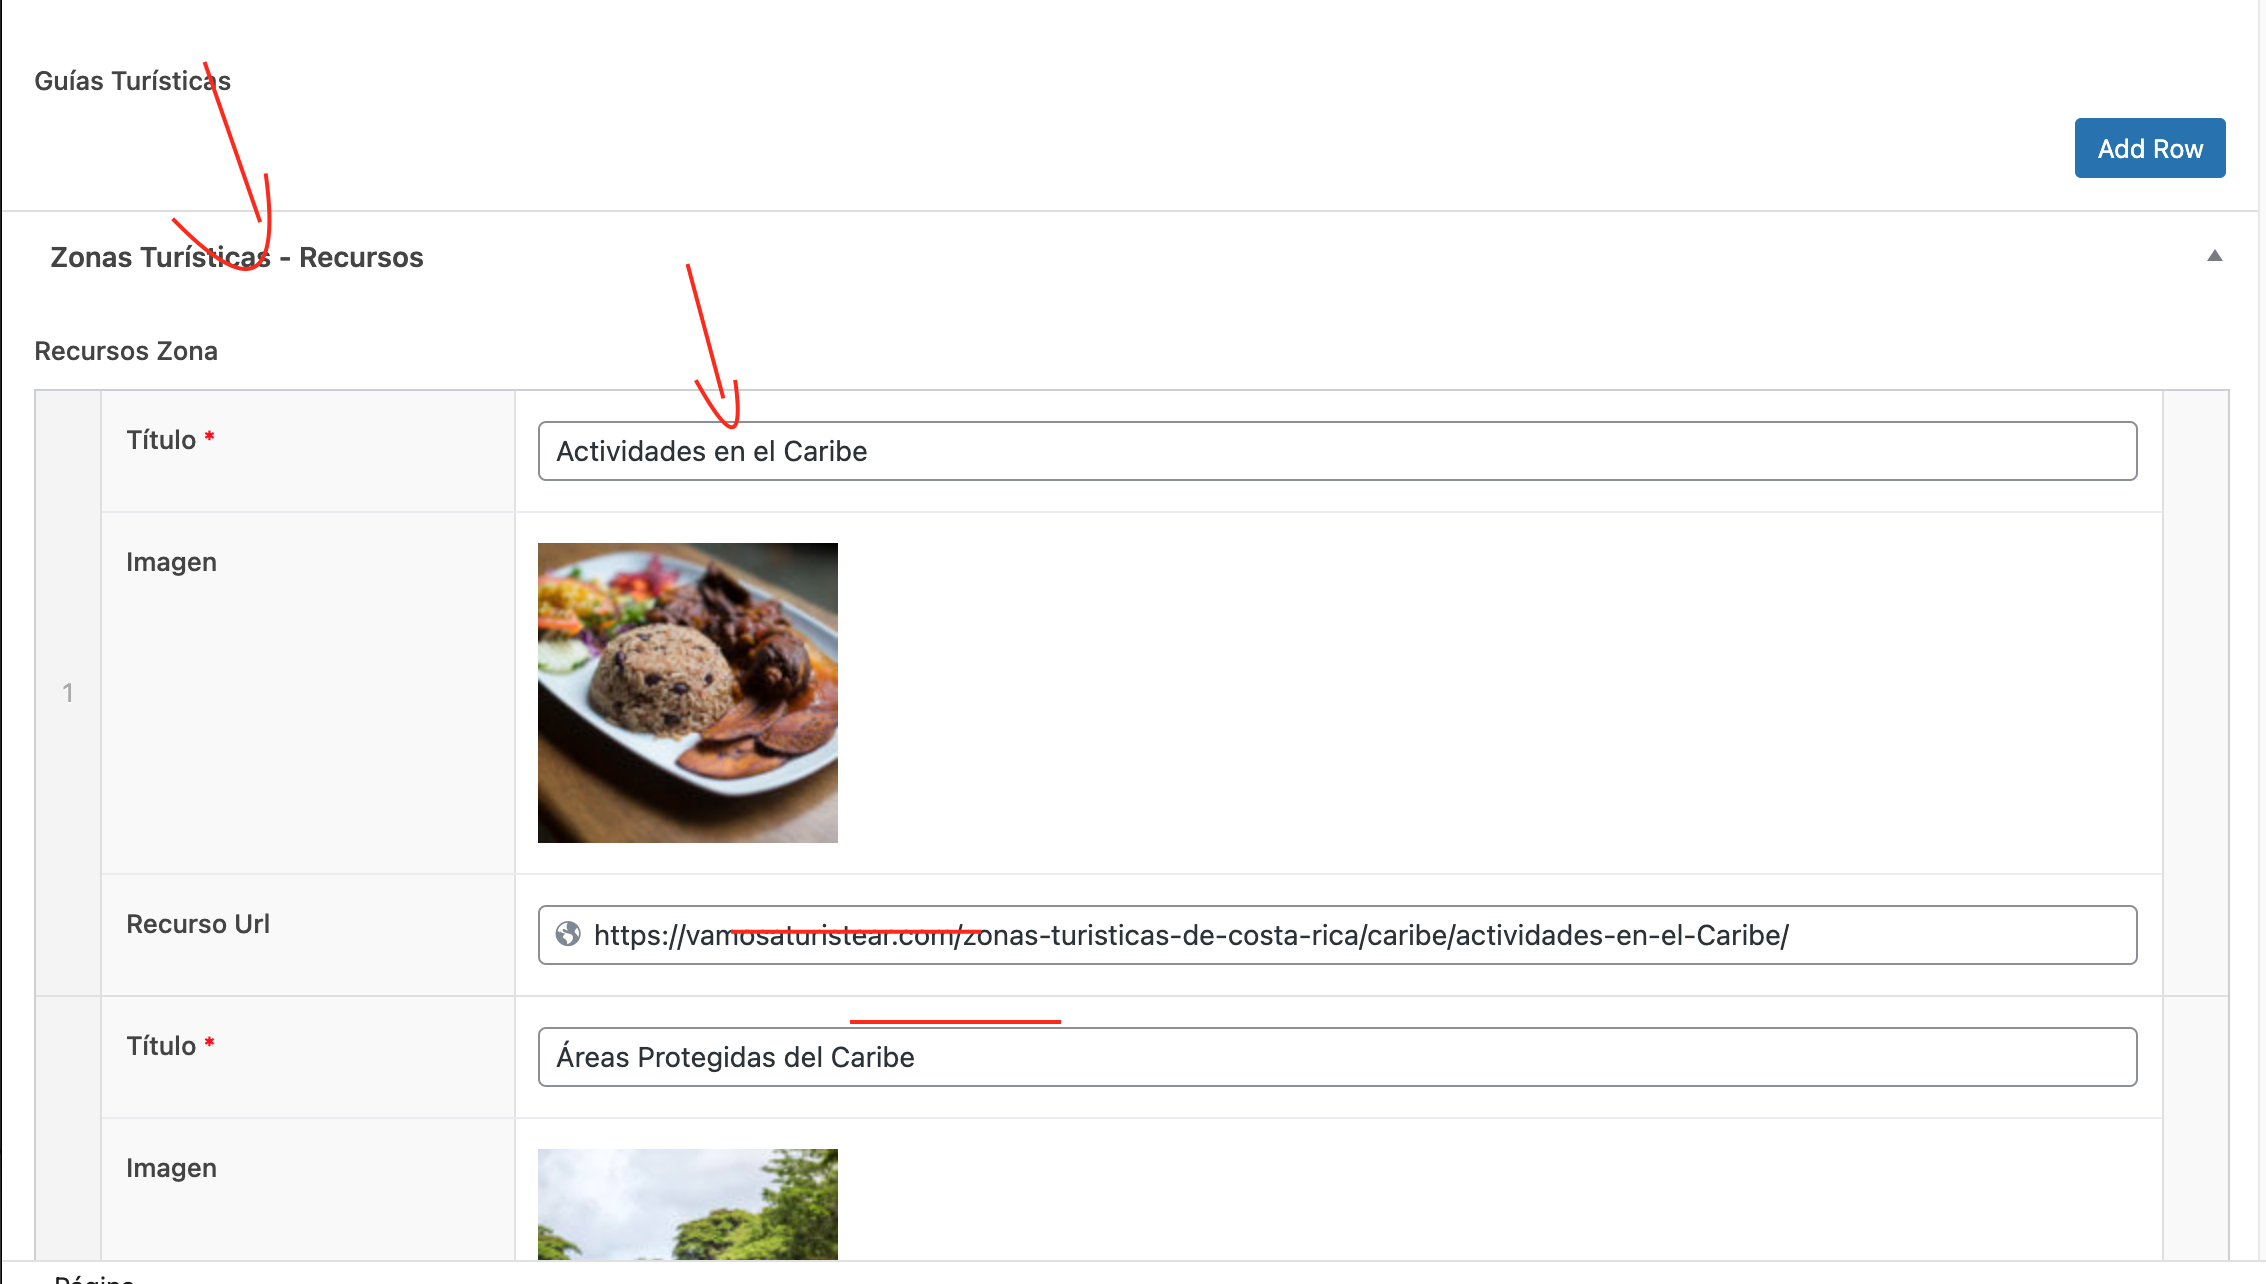 Guías Turísticas
Add Row
Zonas Turísticas - Recursos
Recursos Zona
1
Título *
Actividades en el Caribe
Imagen
Recurso Url
https://vamosaturistear.com/zonas-turisticas-de-costa-rica/caribe/actividades-en-el-Caribe/
Título *
Áreas Protegidas del Caribe
Imagen
Página